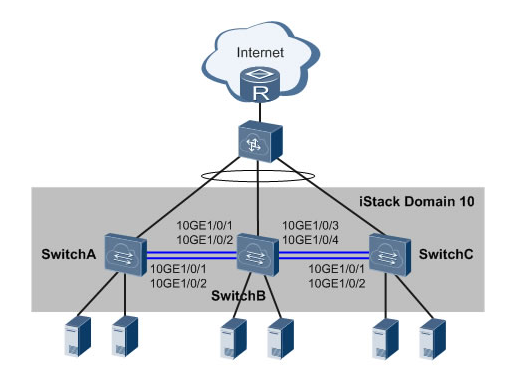 Internet
R
iStack Domain 10
10GE1/0/1
10GE1/0/2
10GE1/0/3
10GE1/0/4
SwitchA
SwitchC
10GE1/0/1
10GE1/0/2
10GE1/0/1
10GE1/0/2
SwitchB